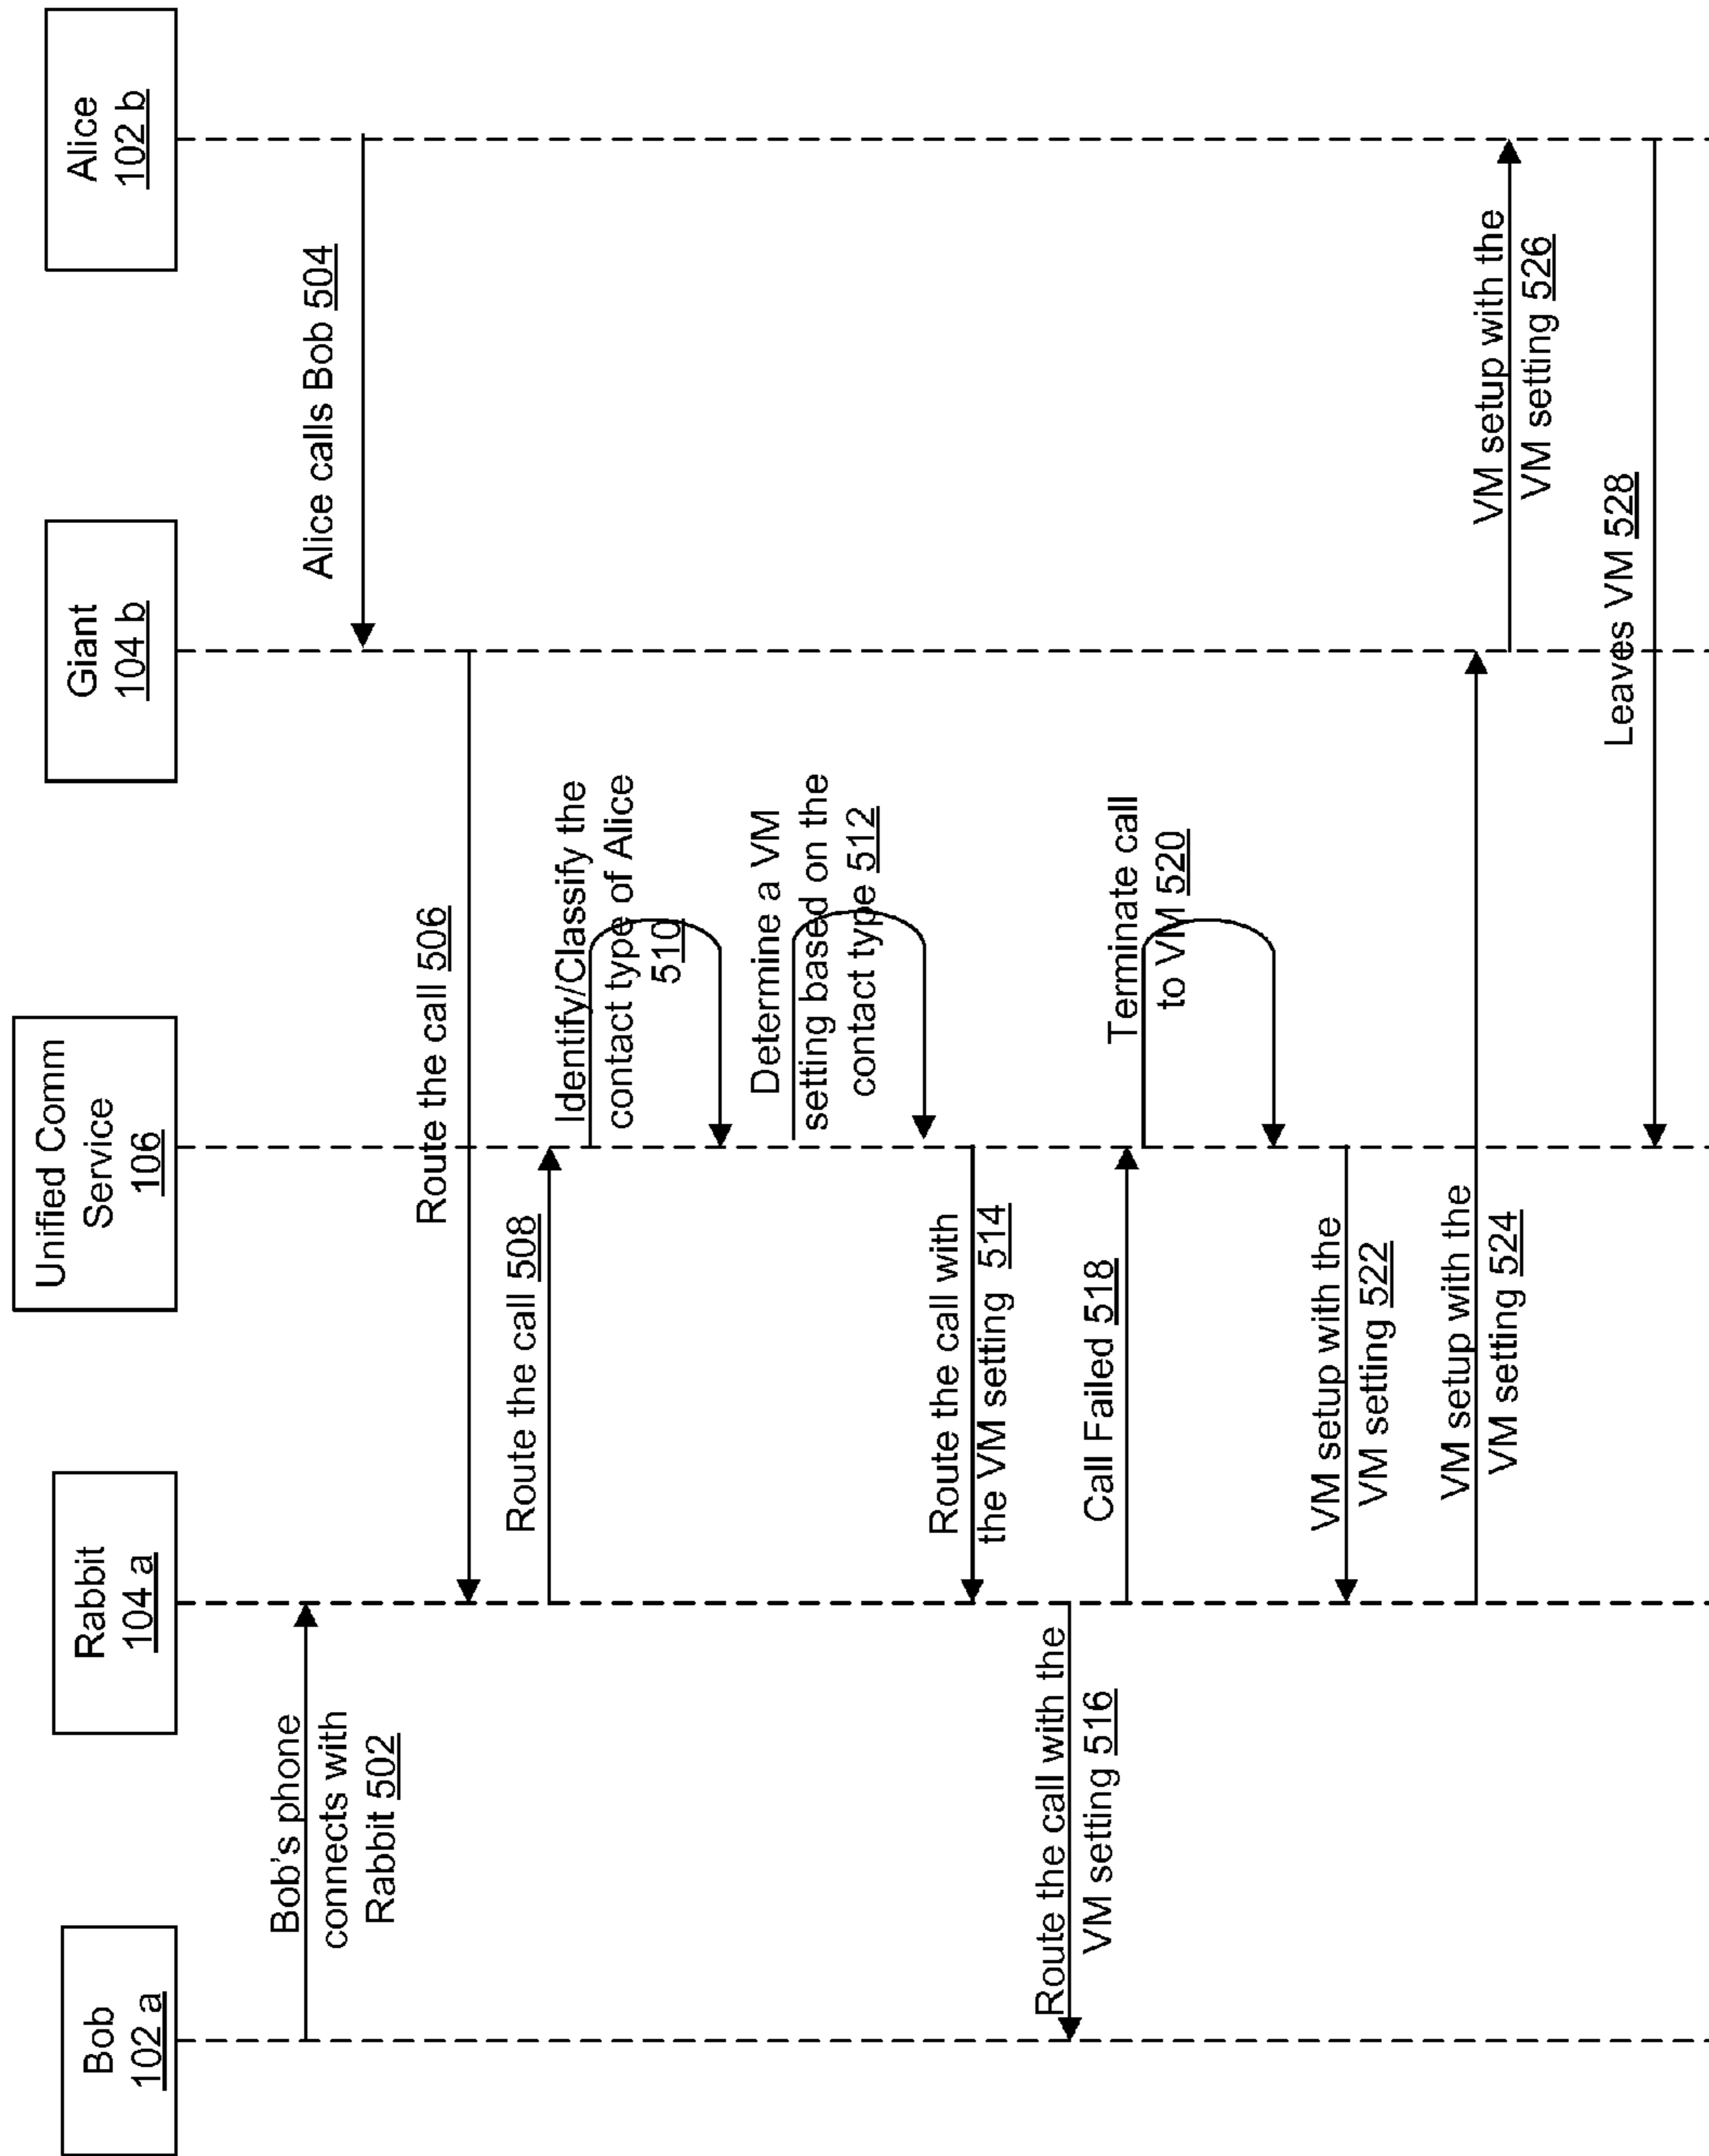 Bob
102 a
Rabbit
104 a
Unified Comm
Service
106
Giant
104 b
Alice
102 b
Bob's phone
connects with
Rabbit 502
Alice calls Bob 504
Route the call 506
Route the call 508
Identify/Classify the
contact type of Alice
510
Determine a VM
setting based on the
contact type 512
Route the call with
the VM setting 514
Route the call with the
VM setting 516
Call Failed 518
Terminate call
to VM 520
VM setup with the
VM setting 522
VM setup with the
VM setting 524
VM setup with the
VM setting 526
Leaves VM 528